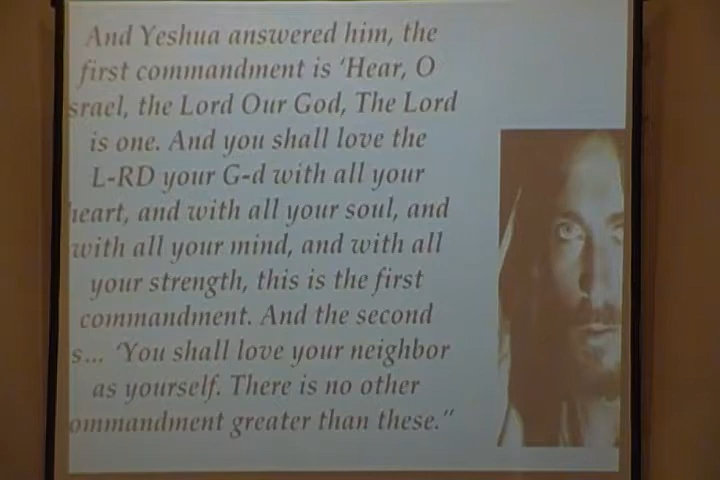 And Yeshua answered him, the
first commandment is ‘Hear, O
srael, the Lord Our God, The Lord
is one. And you shall love the
L-RD your G-d with all your
heart, and with all your soul, and
with all your mind, and with all
your strength, this is the first
commandment. And the second
s... ‘You shall love your neighbor
as yourself. There is no other
ommandment greater than these.”